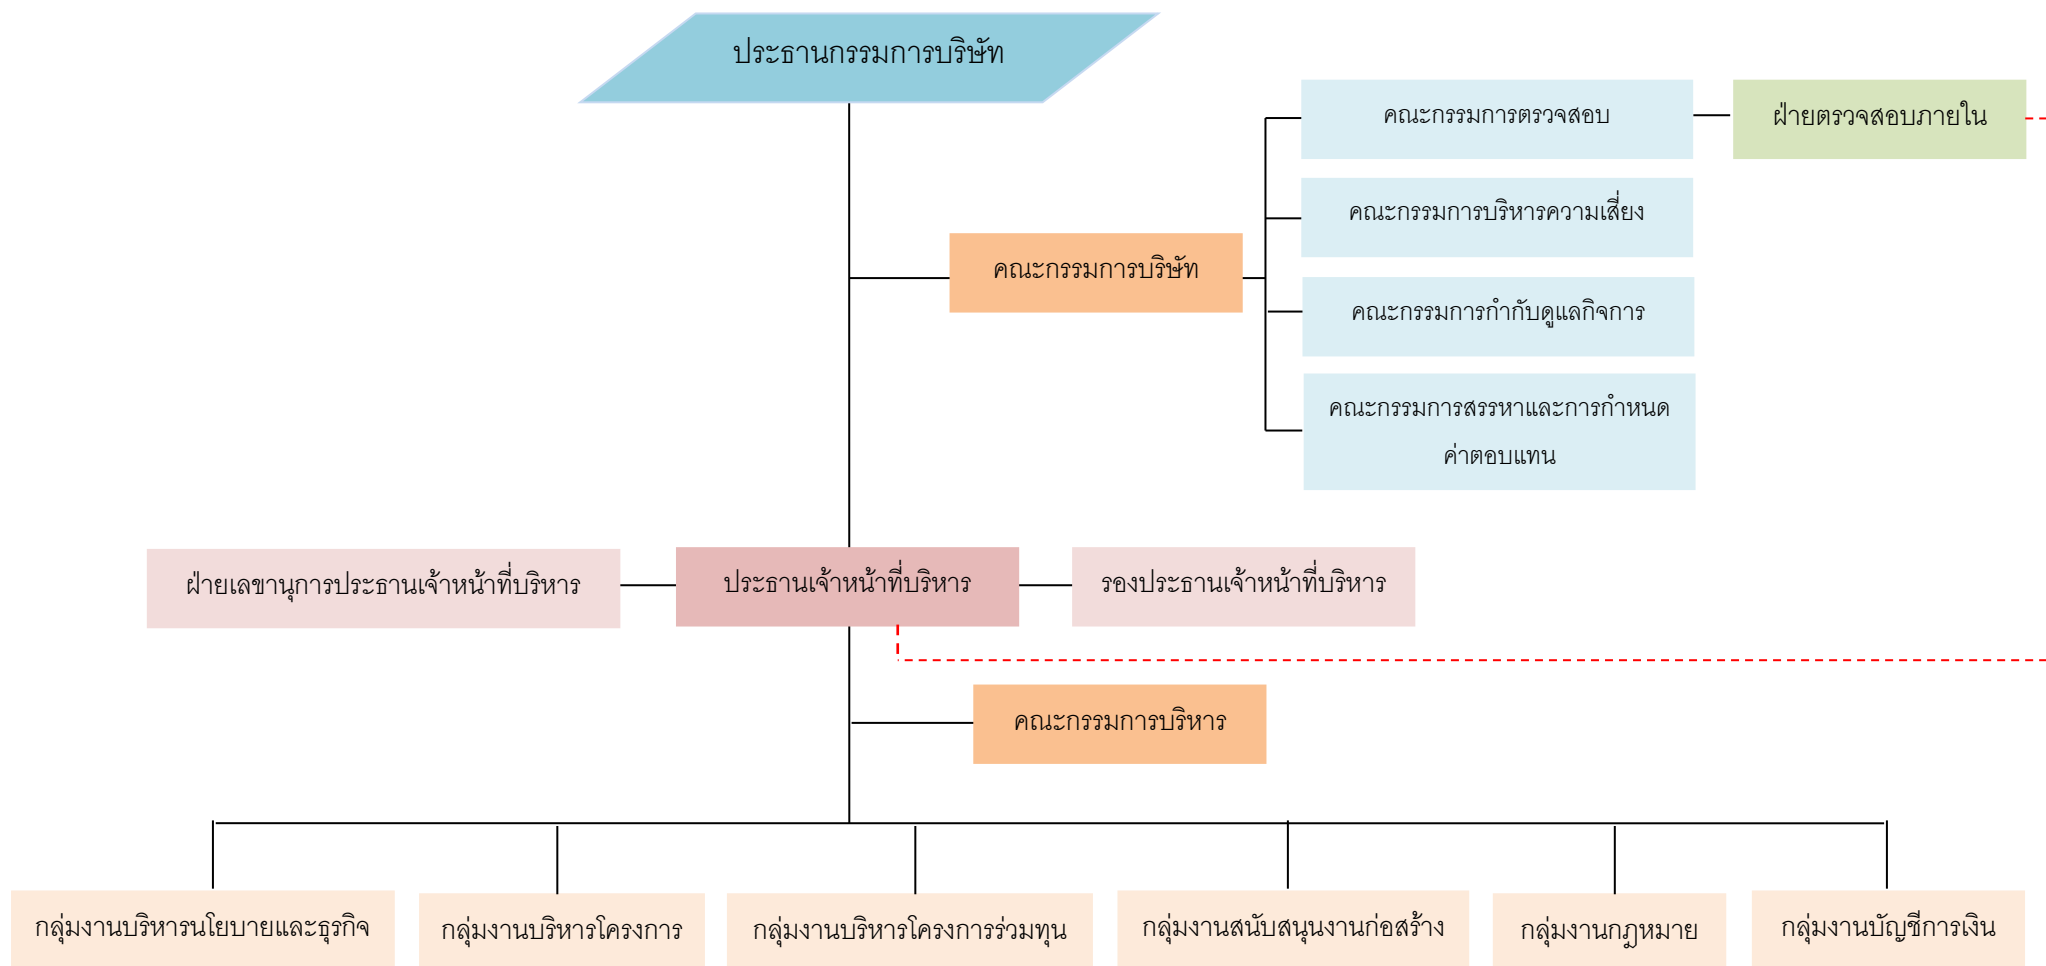 ประธานกรรมการบริษัท
คณะกรรมการตรวจสอบ
ฝ่ายตรวจสอบภายใน
คณะกรรมการบริหารความเสี่ยง
คณะกรรมการบริษัท
คณะกรรมการกำกับดูแลกิจการ
คณะกรรมการสรรหาและการกำหนด
ค่าตอบแทน
ฝ่ายเลขานุการประธานเจ้าหน้าที่บริหาร
ประธานเจ้าหน้าที่บริหาร
รองประธานเจ้าหน้าที่บริหาร
คณะกรรมการบริหาร
กลุ่มงานบริหารนโยบายและธุรกิจ
กลุ่มงานบริหารโครงการ
กลุ่มงานบริหารโครงการร่วมทุน
กลุ่มงานสนับสนุนงานก่อสร้าง
กลุ่มงานกฎหมาย
กลุ่มงานบัญชีการเงิน